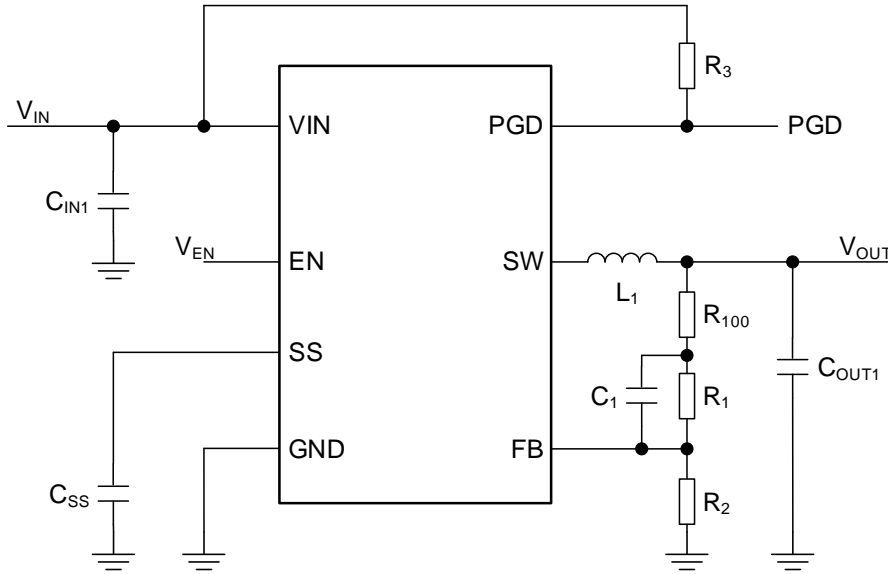 R3
VIN
VIN
PGD
PGD
CIN1
VEN
EN
SW
VOUT
L1
R100
SS
COUT1
C1
R1
GND
FB
CSS
R2